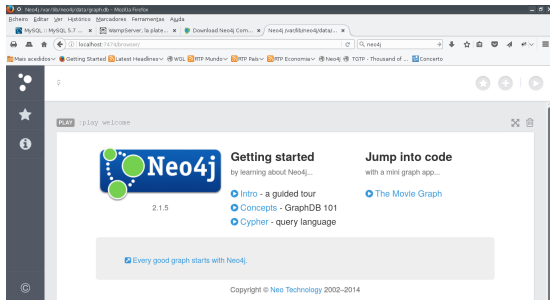 Neo4j /var/lib/neo4j/data/graph.db - Mozilla Firefox
Ficheiro Editar Ver Histórico Marcadores Ferramentas Ajuda
MySQL :: MySQL 5.7 ... × WampServer, la plate... × Download Neo4j Com... × Neo4j /var/lib/neo4j/data/... ×
localhost:7474/browser/ neo4j
Mais acedidos Getting Started Latest Headlines WGL RTP Mundo RTP País RTP Economia Neo4j TOTP - Thousand of ... Concerto
PLAY :play welcome
Neo4j
2.1.5
Getting started
by learning about Neo4j...
Intro - a guided tour
Concepts - GraphDB 101
Cypher - query language
Jump into code
with a mini graph app...
The Movie Graph
Every good graph starts with Neo4j.
Copyright © Neo Technology 2002–2014